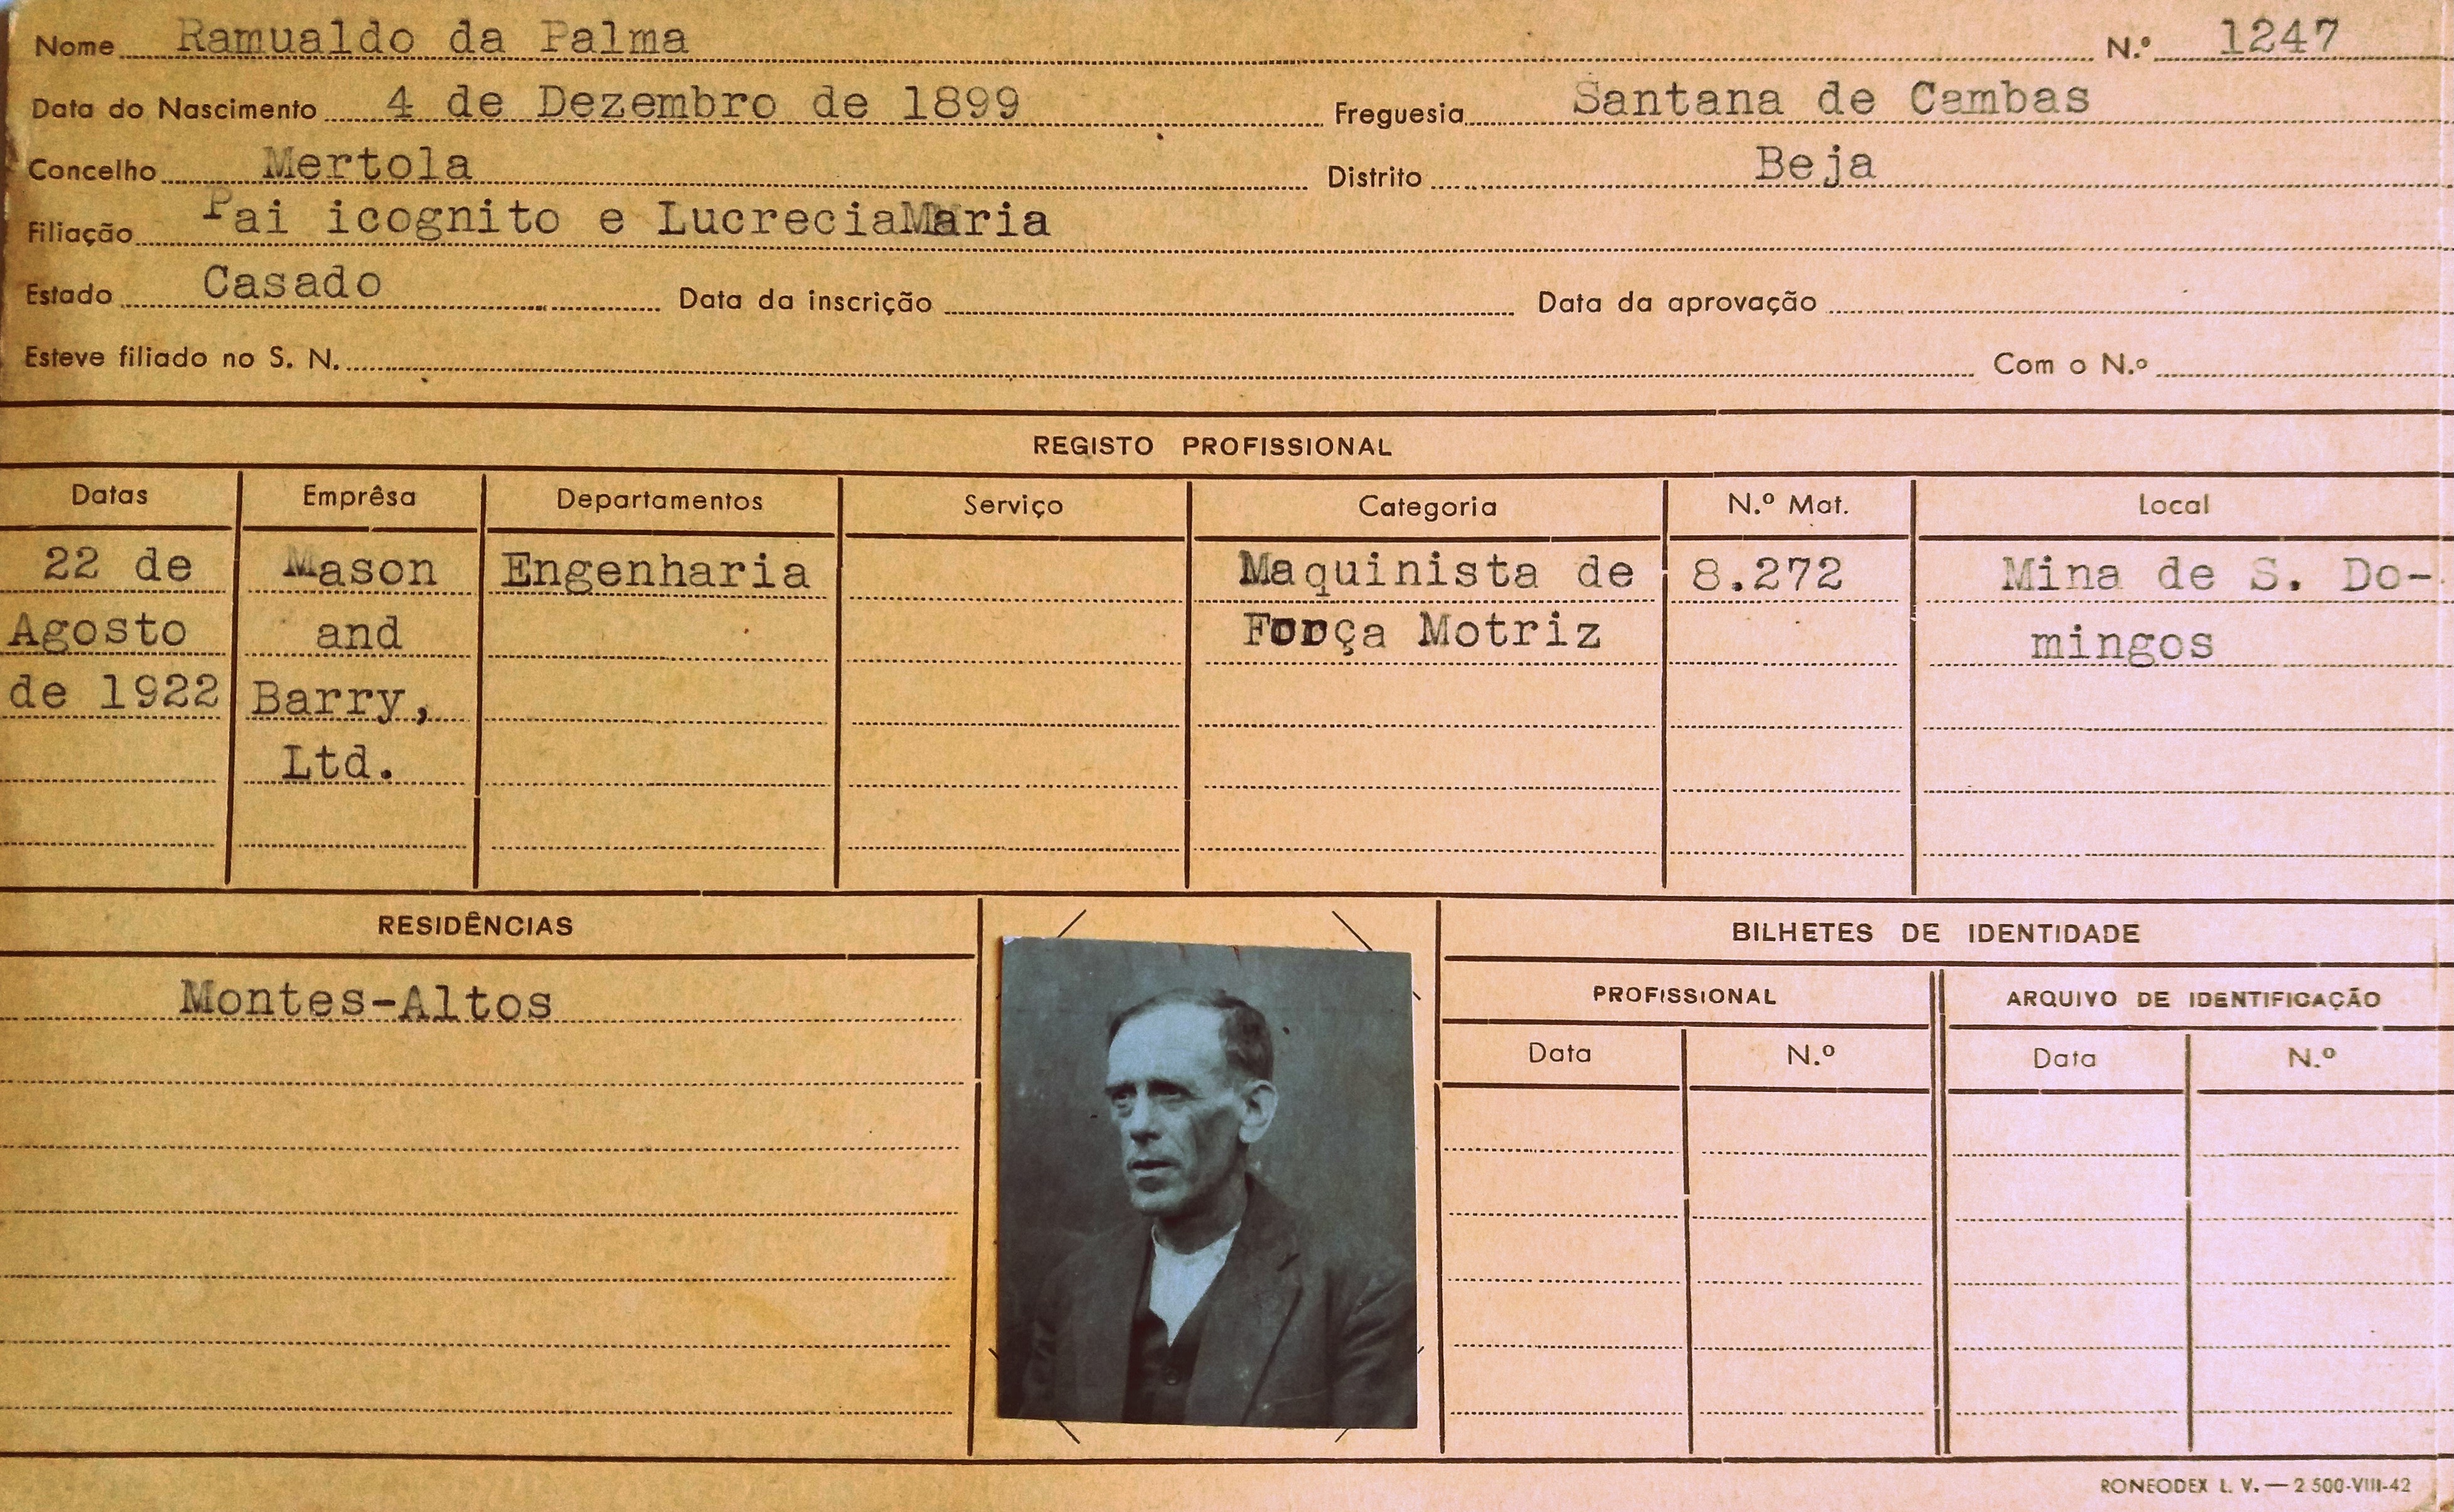 Nome Ramualdo da Palma N.º 1247
Data do Nascimento 4 de Dezembro de 1899 Freguesia Santana de Cambas
Concelho Mertola Distrito Beja
Filiação Pai icognito e LucreciaMaria
Estado Casado Data da inscrição Data da aprovação
Esteve filiado no S. N. Com o N.º
REGISTO PROFISSIONAL
Datas Emprêsa Departamentos Serviço Categoria N.º Mat. Local
22 de Mason Engenharia Maquinista de 8.272 Mina de S. Do-
Agosto and Força Motriz mingos
de 1922 Barry,
Ltd.
RESIDÊNCIAS
Montes-Altos
BILHETES DE IDENTIDADE
PROFISSIONAL ARQUIVO DE IDENTIFICAÇÃO
Data N.º Data N.º
RONEODEX L. V. — 2 500-VIII-42